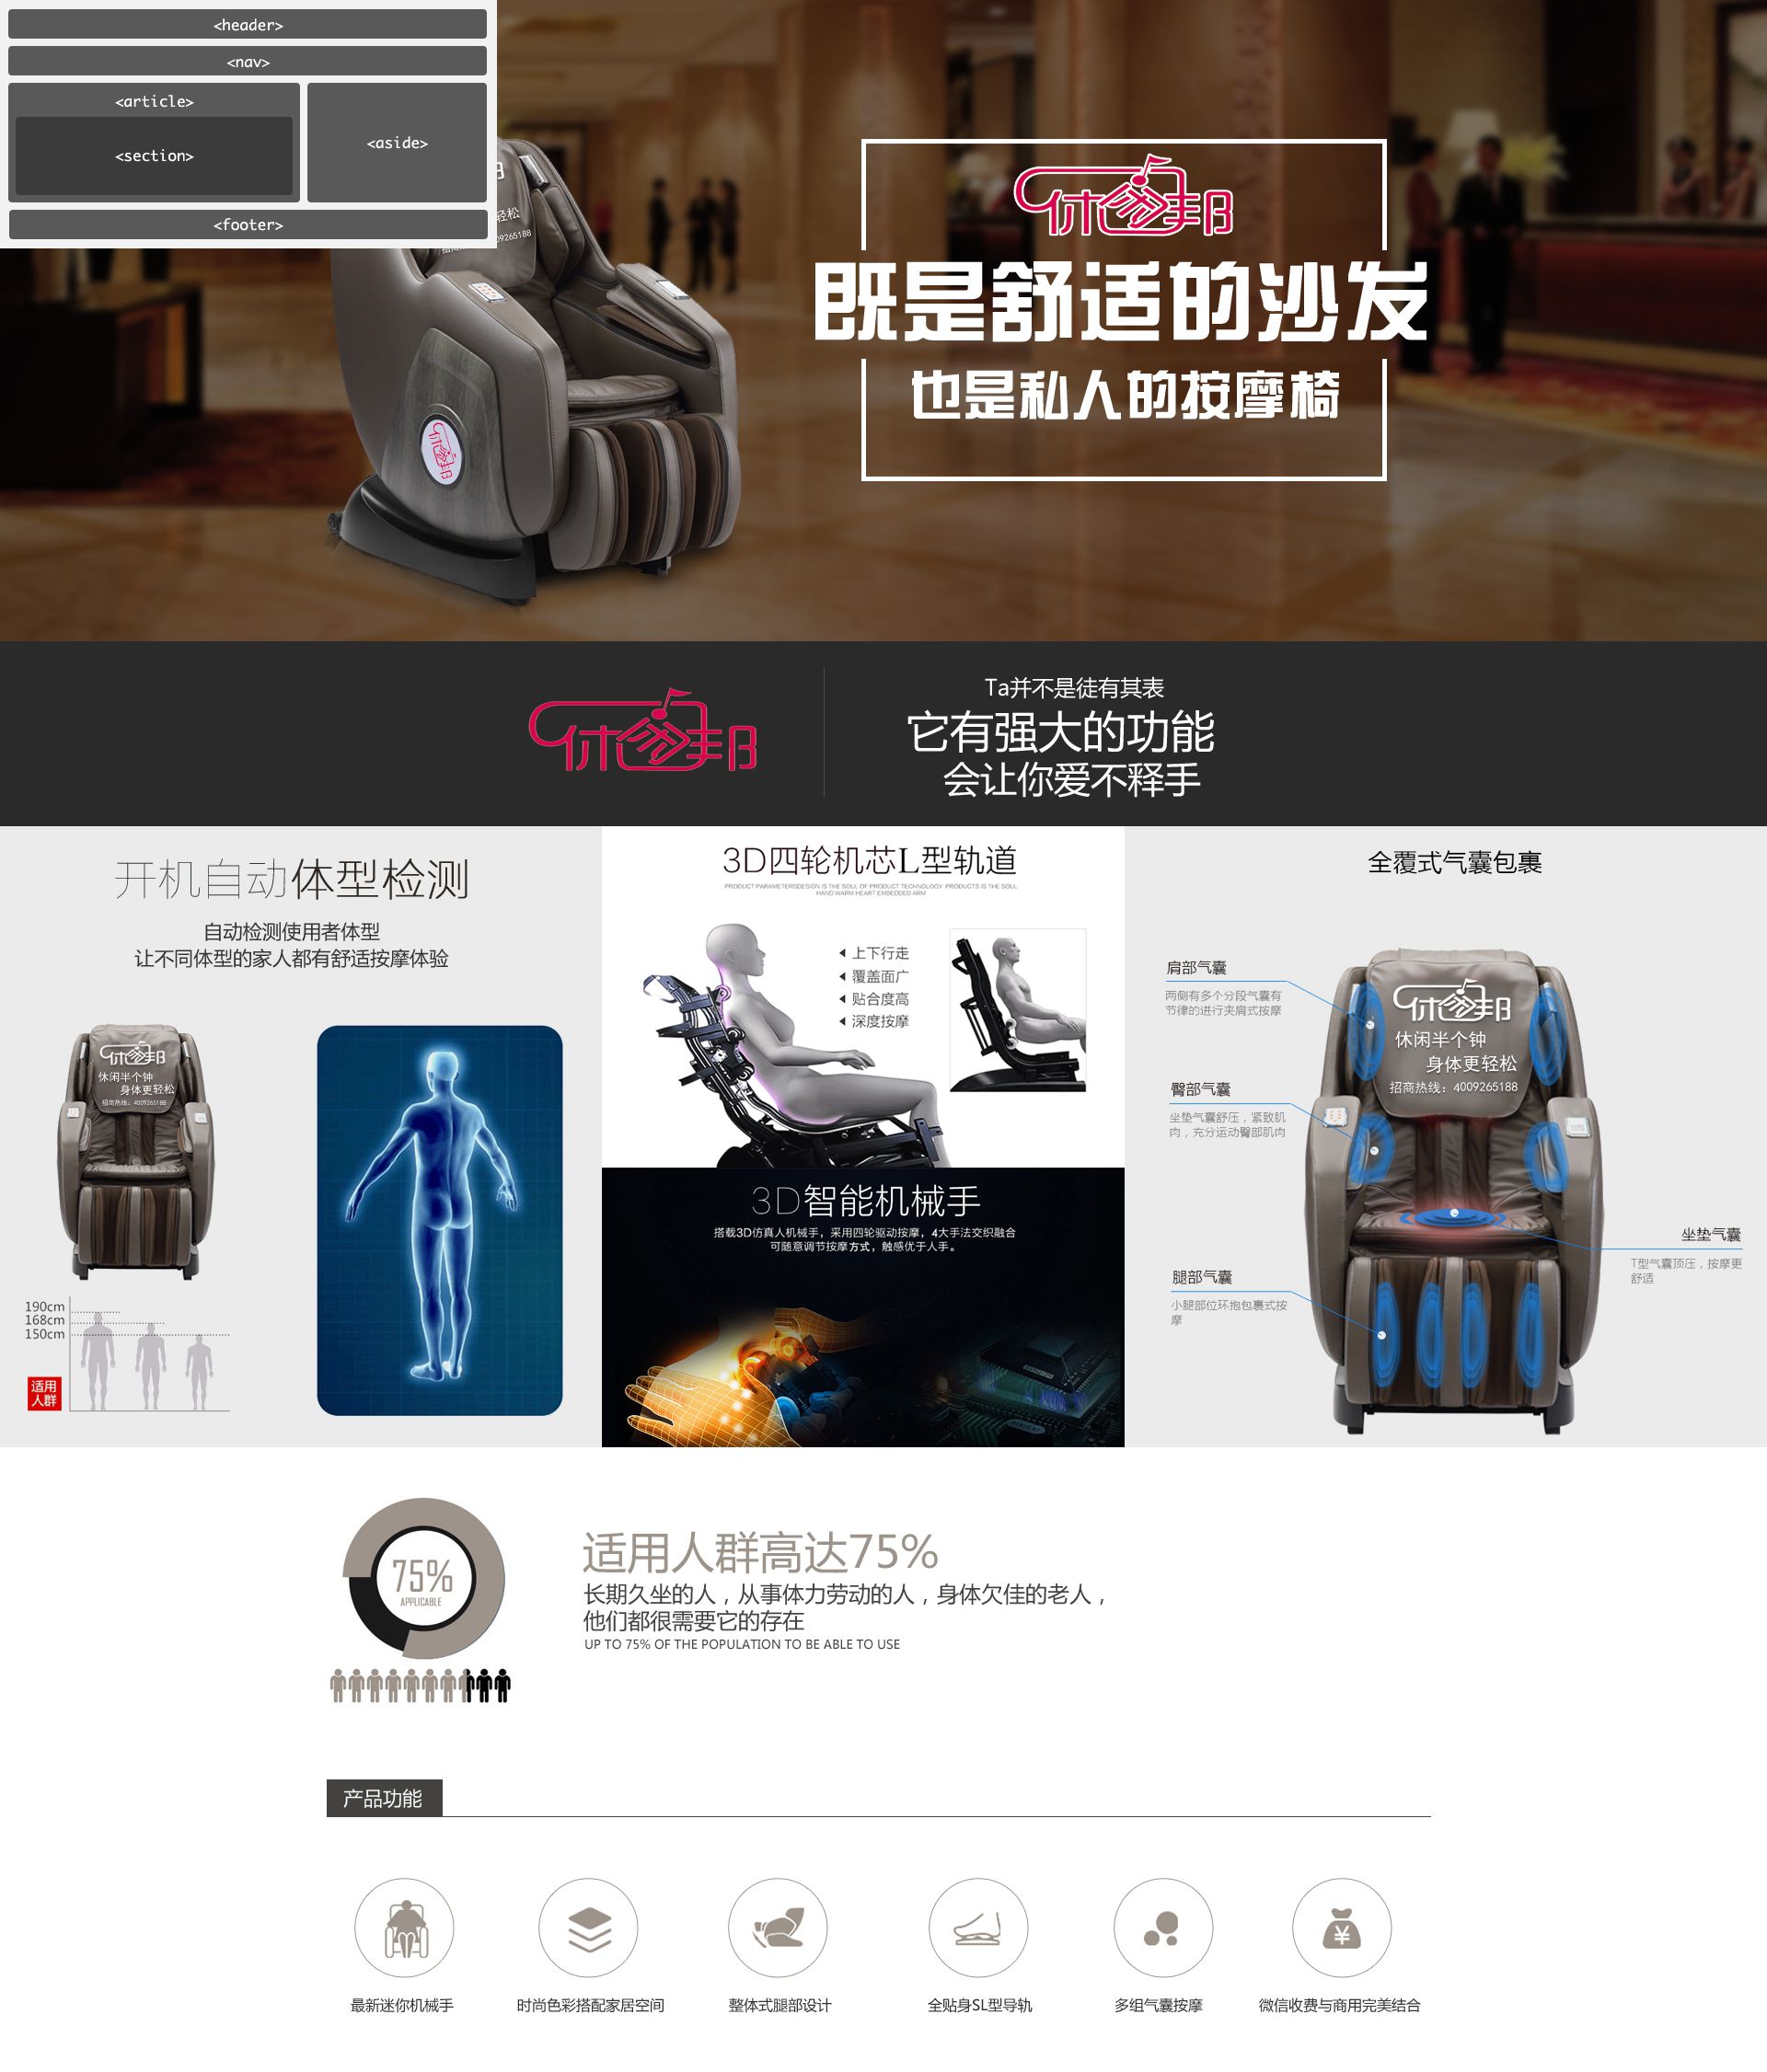 <header>
<nav>
<article>
<section>
<aside>
<footer>
轻松
09265188
休閒邦
既是舒适的沙发
也是私人的按摩椅
休閒邦
休閒邦
Ta并不是徒有其表
它有强大的功能
会让你爱不释手
开机自动体型检测
自动检测使用者体型
让不同体型的家人都有舒适按摩体验
休閒邦
休闲半个钟
身体更轻松
招商热线：4009265188
190cm
168cm
150cm
适用
人群
3D四轮机芯L型轨道
PRODUCT PARAMETERSDESIGN IS THE SOUL OF PRODUCT TECHNOLOGY PRODUCTS IS THE SOUL
HAND WARM HEART EMBEDDED ARM
上下行走
覆盖面广
贴合度高
深度按摩
3D智能机械手
搭载3D仿真人机械手，采用四轮驱动按摩，4大手法交织融合
可随意调节按摩方式，触感优于人手。
全覆式气囊包裹
肩部气囊
两侧有多个分段气囊有
节律的进行夹肩式按摩
臀部气囊
坐垫气囊舒压，紧致肌
肉，充分运动臀部肌肉
腿部气囊
小腿部位环抱包裹式按
摩
休閒邦
休闲半个钟
身体更轻松
招商热线：4009265188
坐垫气囊
T型气囊顶压，按摩更
舒适
75%
APPLICABLE
适用人群高达75%
长期久坐的人，从事体力劳动的人，身体欠佳的老人，
他们都很需要它的存在
UP TO 75% OF THE POPULATION TO BE ABLE TO USE
产品功能
最新迷你机械手
时尚色彩搭配家居空间
整体式腿部设计
全贴身SL型导轨
多组气囊按摩
微信收费与商用完美结合